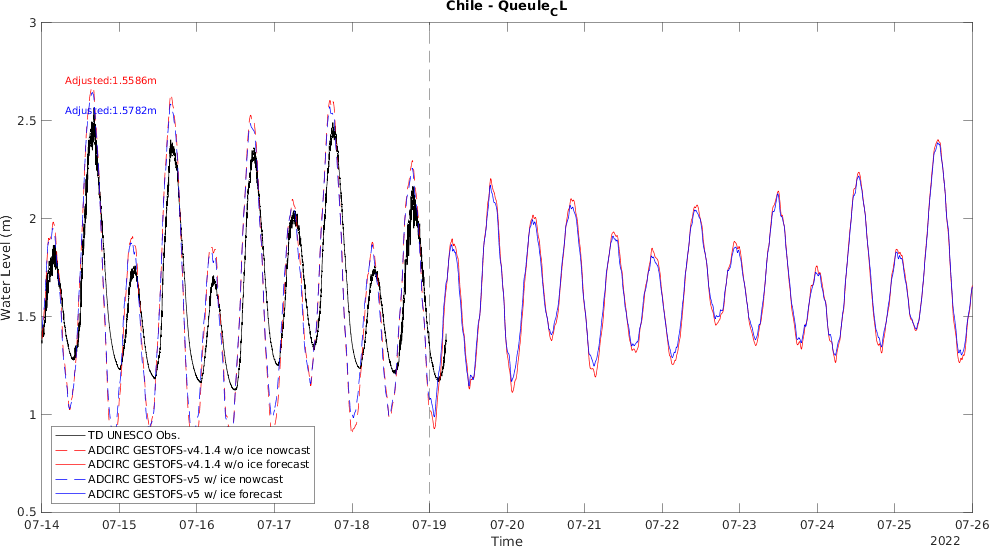 Chile - Queule_CL
Adjusted:1.5586m
Adjusted:1.5782m
3
2.5
2
1.5
1
0.5
Water Level (m)
TD UNESCO Obs.
ADCIRC GESTOFS-v4.1.4 w/o ice nowcast
ADCIRC GESTOFS-v4.1.4 w/o ice forecast
ADCIRC GESTOFS-v5 w/ ice nowcast
ADCIRC GESTOFS-v5 w/ ice forecast
07-14 07-15 07-16 07-17 07-18 07-19 07-20 07-21 07-22 07-23 07-24 07-25 07-26
Time
2022